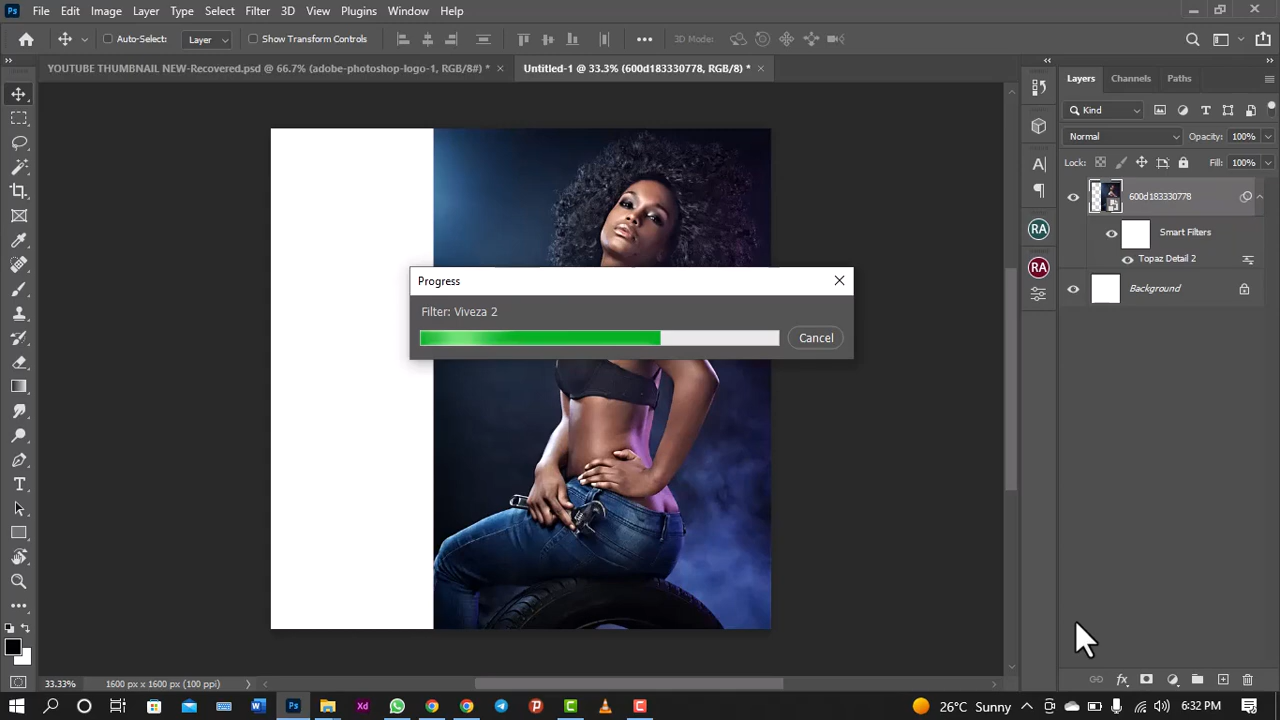 Ps File Edit Image Layer Type Select Filter 3D View Plugins Window Help
Auto-Select: Layer Show Transform Controls ••• 3D Mode:
YOUTUBE THUMBNAIL NEW-Recovered.psd @ 66.7% (adobe-photoshop-logo-1, RGB/8#) * × Untitled-1 @ 33.3% (600d183330778, RGB/8) * ×
Layers Channels Paths
Kind
Normal Opacity: 100%
Lock: Fill: 100%
600d183330778
Smart Filters
Topaz Detail 2
Background
RA
RA
Progress
Filter: Viveza 2
Cancel
33.33% 1600 px x 1600 px (100 ppi)
Ps Xd 26°C Sunny 6:32 PM